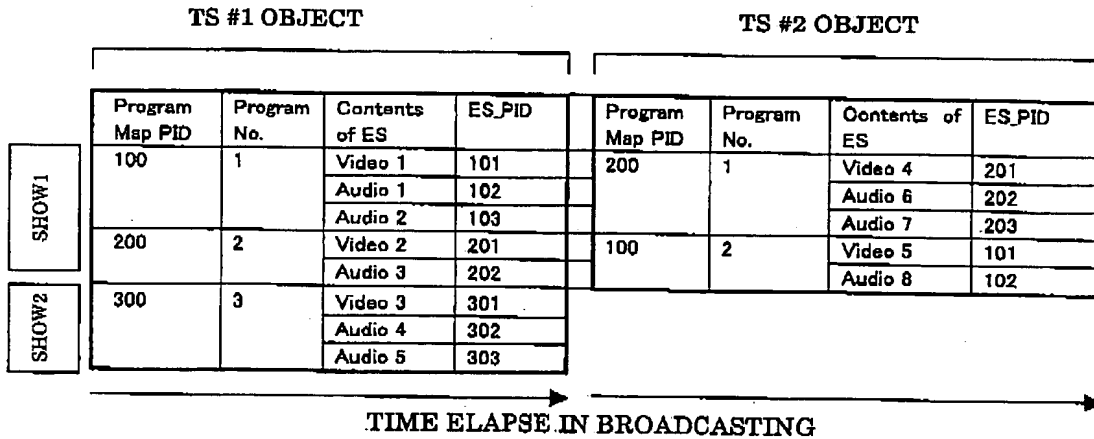 TS #1 OBJECT
TS #2 OBJECT
Program Map PID | Program No. | Contents of ES | ES_PID
100 | 1 | Video 1 | 101
Audio 1 | 102
Audio 2 | 103
200 | 2 | Video 2 | 201
Audio 3 | 202
300 | 3 | Video 3 | 301
Audio 4 | 302
Audio 5 | 303
Program Map PID | Program No. | Contents of ES | ES_PID
200 | 1 | Video 4 | 201
Audio 6 | 202
Audio 7 | 203
100 | 2 | Video 5 | 101
Audio 8 | 102
SHOW1
SHOW2
TIME ELAPSE IN BROADCASTING